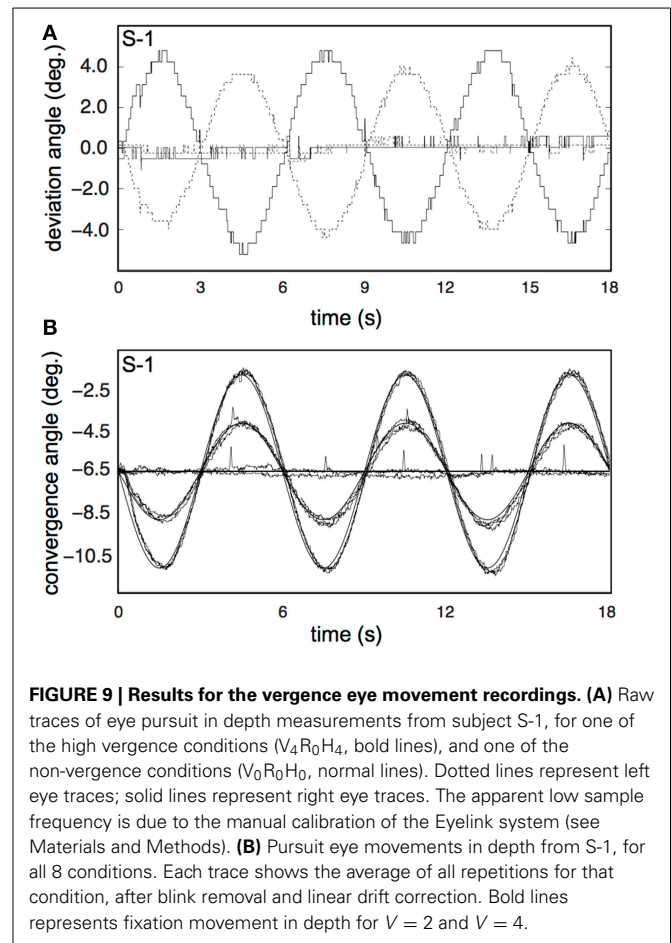 A
S-1
deviation angle (deg.)
4.0
2.0
0.0
−2.0
−4.0
0 3 6 9 12 15 18
time (s)
B
S-1
convergence angle (deg.)
−2.5
−4.5
−6.5
−8.5
−10.5
0 6 12 18
time (s)
FIGURE 9 | Results for the vergence eye movement recordings. (A) Raw
traces of eye pursuit in depth measurements from subject S-1, for one of
the high vergence conditions (V₄R₀H₄, bold lines), and one of the
non-vergence conditions (V₀R₀H₀, normal lines). Dotted lines represent left
eye traces; solid lines represent right eye traces. The apparent low sample
frequency is due to the manual calibration of the Eyelink system (see
Materials and Methods). (B) Pursuit eye movements in depth from S-1, for
all 8 conditions. Each trace shows the average of all repetitions for that
condition, after blink removal and linear drift correction. Bold lines
represents fixation movement in depth for V = 2 and V = 4.